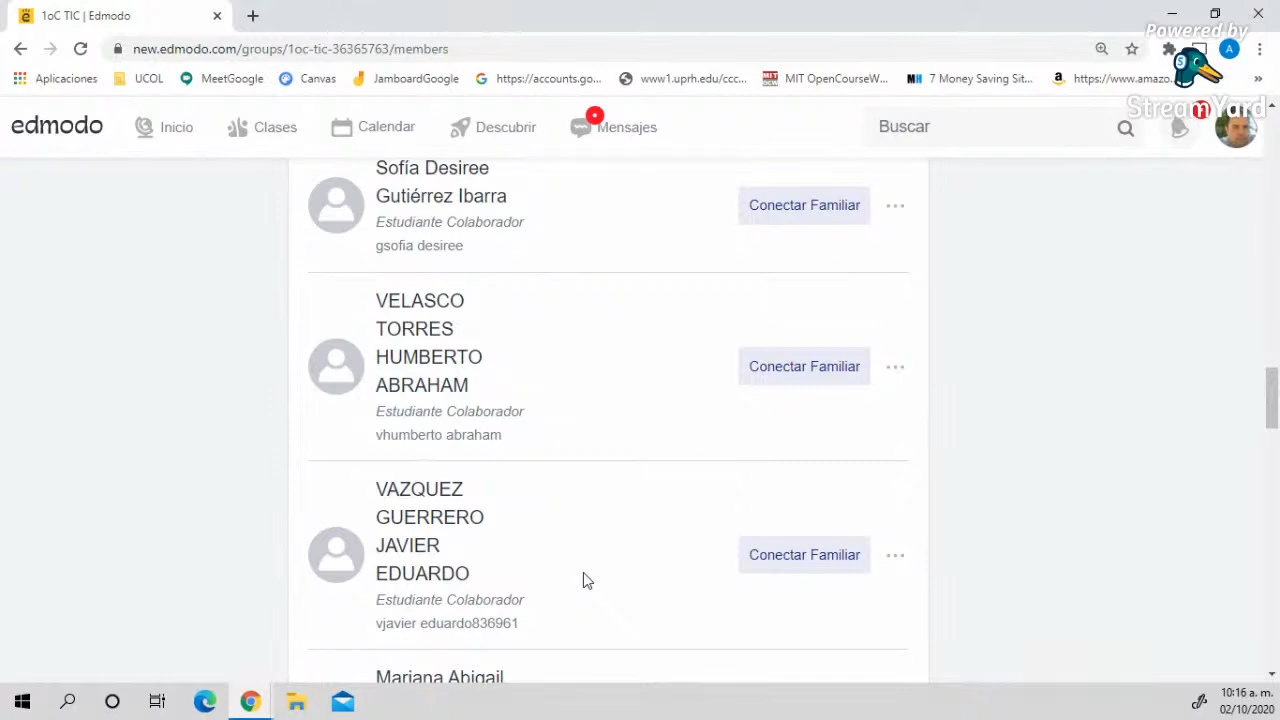 1oC TIC | Edmodo
Powered by
new.edmodo.com/groups/1oc-tic-36365763/members
A
Aplicaciones UCOL MeetGoogle Canvas JamboardGoogle https://accounts.go... www1.uprh.edu/ccc... MIT OpenCourseW... 7 Money Saving Sit... https://www.amazo... »
StreamYard
edmodo Inicio Clases Calendar Descubrir Mensajes Buscar
Sofía Desiree
Gutiérrez Ibarra
Conectar Familiar
Estudiante Colaborador
gsofia desiree
VELASCO
TORRES
HUMBERTO
Conectar Familiar
ABRAHAM
Estudiante Colaborador
vhumberto abraham
VAZQUEZ
GUERRERO
JAVIER
Conectar Familiar
EDUARDO
Estudiante Colaborador
vjavier eduardo836961
Mariana Abigail
10:16 a. m.
02/10/2020